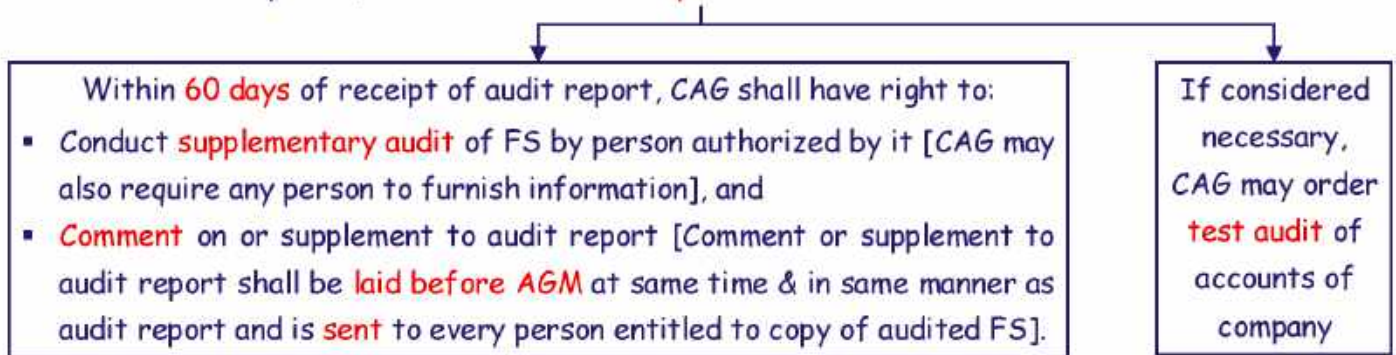 Within 60 days of receipt of audit report, CAG shall have right to:
▪ Conduct supplementary audit of FS by person authorized by it [CAG may
also require any person to furnish information], and
▪ Comment on or supplement to audit report [Comment or supplement to
audit report shall be laid before AGM at same time & in same manner as
audit report and is sent to every person entitled to copy of audited FS].
If considered
necessary,
CAG may order
test audit of
accounts of
company